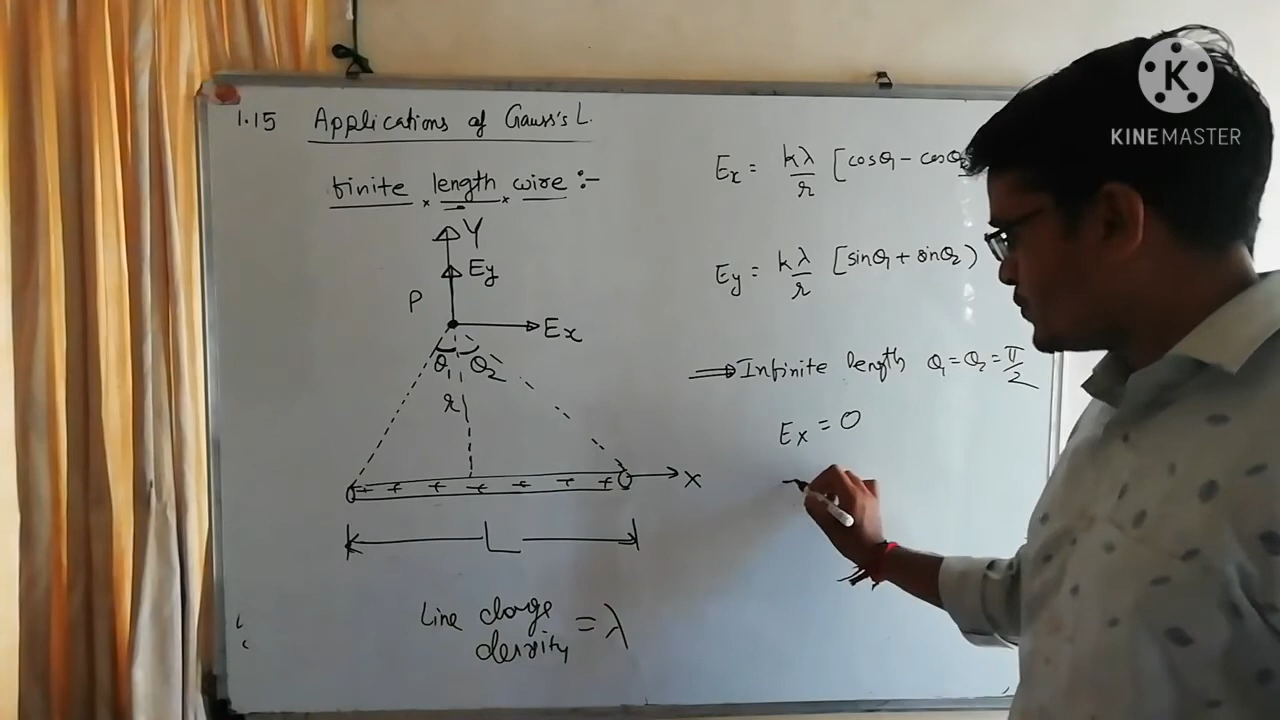 1.15 Applications of Gauss's L.
finite length wire :-
Y
Ey
P
Ex
θ1 θ2
r
+ + + + + + +
X
L
Line charge density = λ
Ex = kλ/r [cosθ1 - cosθ2
Ey = kλ/r [sinθ1 + sinθ2)
⟹ Infinite length θ1 = θ2 = π/2
Ex = 0
K
KINEMASTER